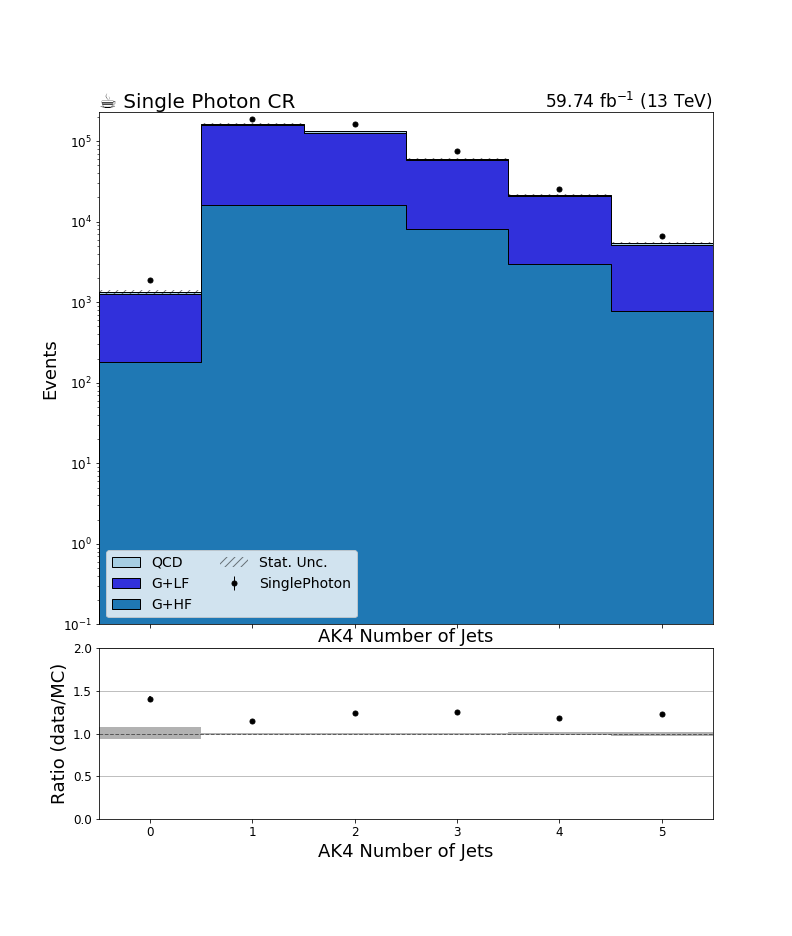 ☕ Single Photon CR
59.74 fb⁻¹ (13 TeV)
10⁵
10⁴
10³
10²
10¹
10⁰
10⁻¹
Events
QCD
G+LF
G+HF
Stat. Unc.
SinglePhoton
AK4 Number of Jets
2.0
1.5
1.0
0.5
0.0
Ratio (data/MC)
0 1 2 3 4 5
AK4 Number of Jets